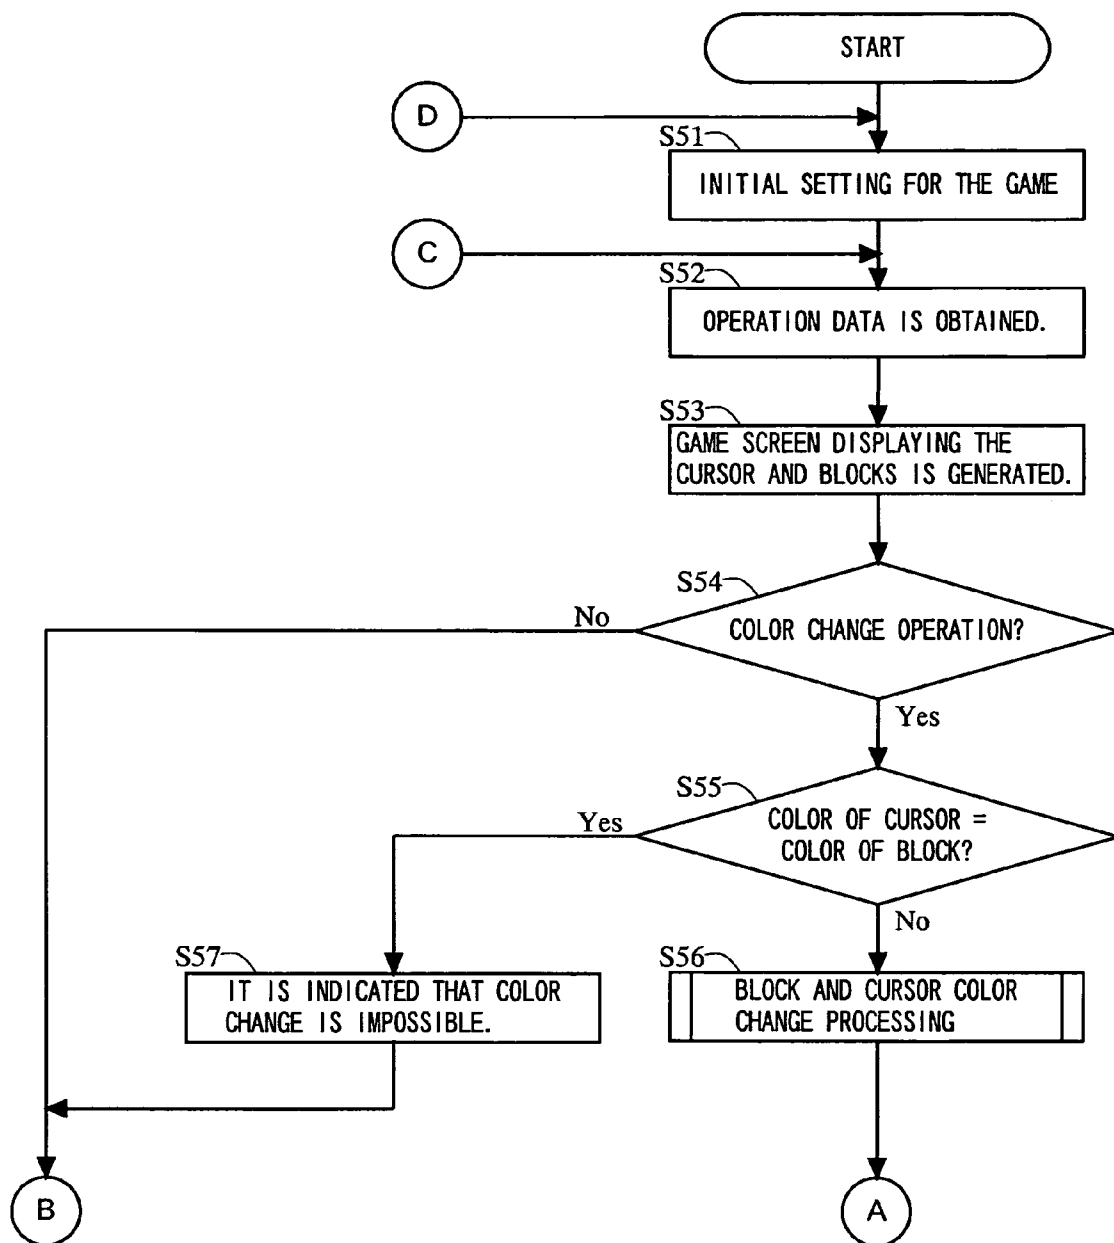 START
D
S51
INITIAL SETTING FOR THE GAME
C
S52
OPERATION DATA IS OBTAINED.
S53
GAME SCREEN DISPLAYING THE
CURSOR AND BLOCKS IS GENERATED.
S54
No
COLOR CHANGE OPERATION?
Yes
S55
Yes
COLOR OF CURSOR =
COLOR OF BLOCK?
No
S57
IT IS INDICATED THAT COLOR
CHANGE IS IMPOSSIBLE.
S56
BLOCK AND CURSOR COLOR
CHANGE PROCESSING
B
A